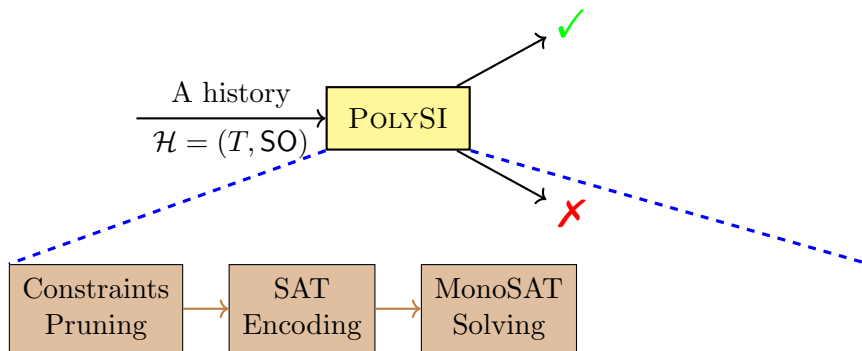 ✓
A history
POLYSI
ℋ = (T, SO)
✗
Constraints
Pruning
SAT
Encoding
MonoSAT
Solving